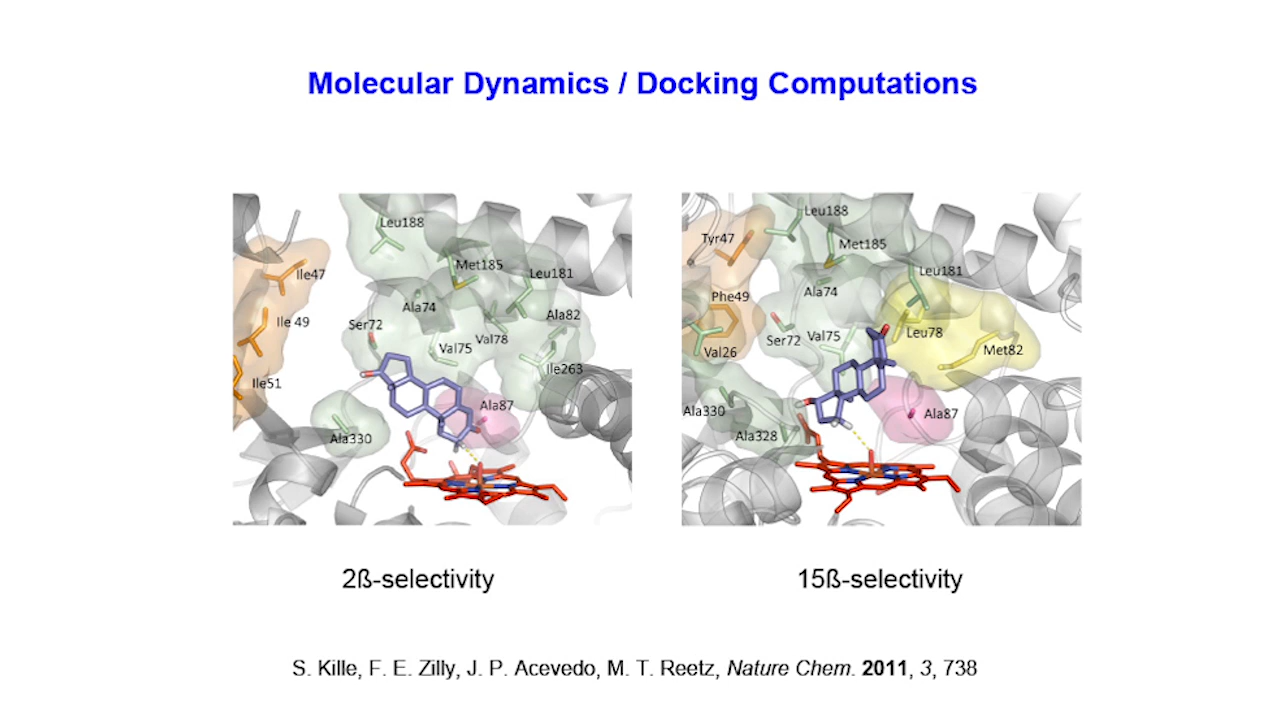 Molecular Dynamics / Docking Computations
Leu188
Met185
Ile47
Leu181
Ala74
Ile 49
Ser72
Ala82
Val78
Val75
Ile263
Ile51
Ala87
Ala330
Leu188
Tyr47
Met185
Leu181
Ala74
Phe49
Ser72
Val75
Leu78
Val26
Met82
Ala330
Ala87
Ala328
2ß-selectivity
15ß-selectivity
S. Kille, F. E. Zilly, J. P. Acevedo, M. T. Reetz, Nature Chem. 2011, 3, 738